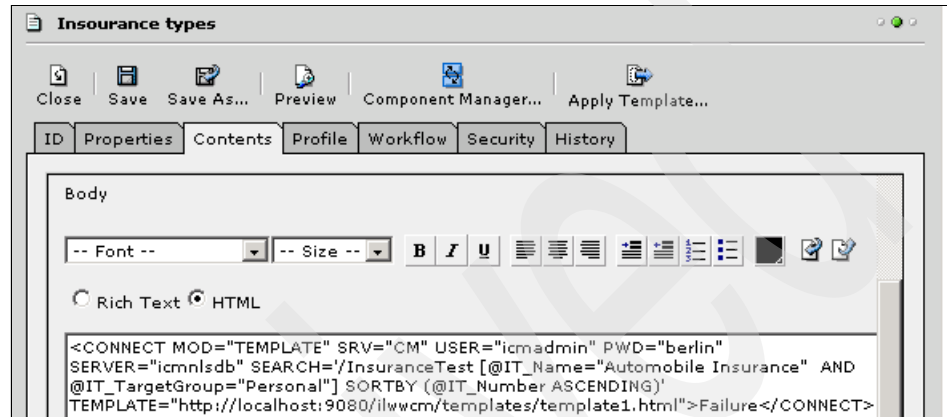 Insourance types
Close Save Save As... Preview Component Manager... Apply Template...
ID Properties Contents Profile Workflow Security History
Body
-- Font -- -- Size -- B I U
Rich Text HTML
<CONNECT MOD="TEMPLATE" SRV="CM" USER="icmadmin" PWD="berlin"
SERVER="icmnlsdb" SEARCH='/InsuranceTest [@IT_Name="Automobile Insurance" AND
@IT_TargetGroup="Personal"] SORTBY (@IT_Number ASCENDING)'
TEMPLATE="http://localhost:9080/ilwwcm/templates/template1.html">Failure</CONNECT>